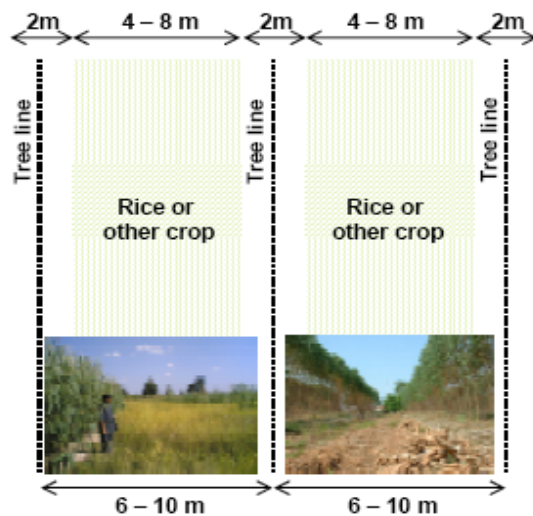 2m 4 – 8 m 2m 4 – 8 m 2m
Tree line
Rice or
other crop
Tree line
Rice or
other crop
Tree line
6 – 10 m 6 – 10 m